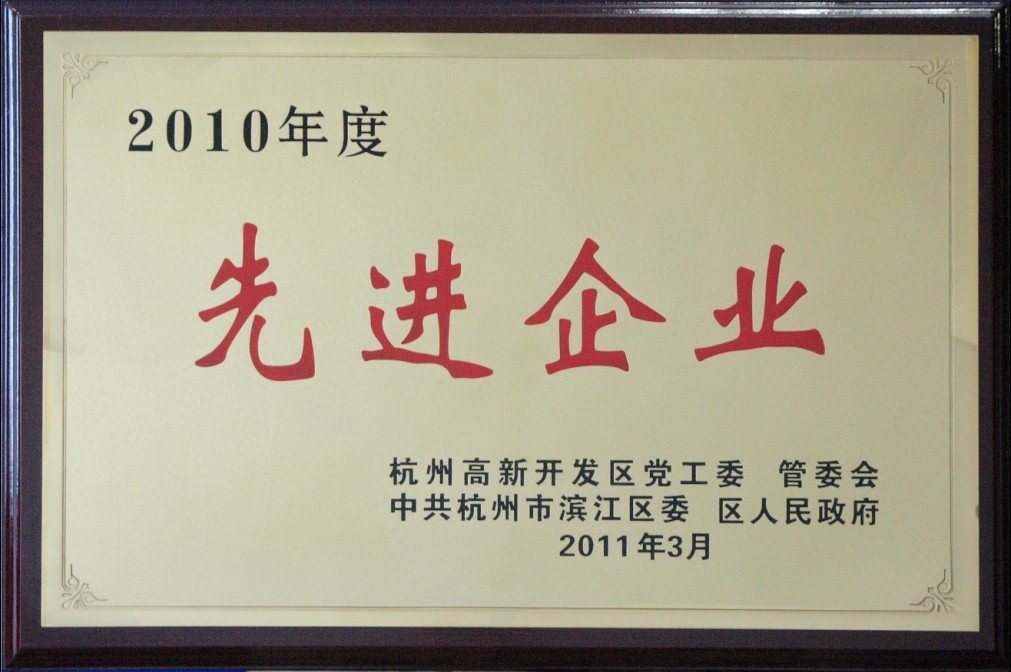 2010年度
先进企业
杭州高新开发区党工委 管委会
中共杭州市滨江区委 区人民政府
2011年3月